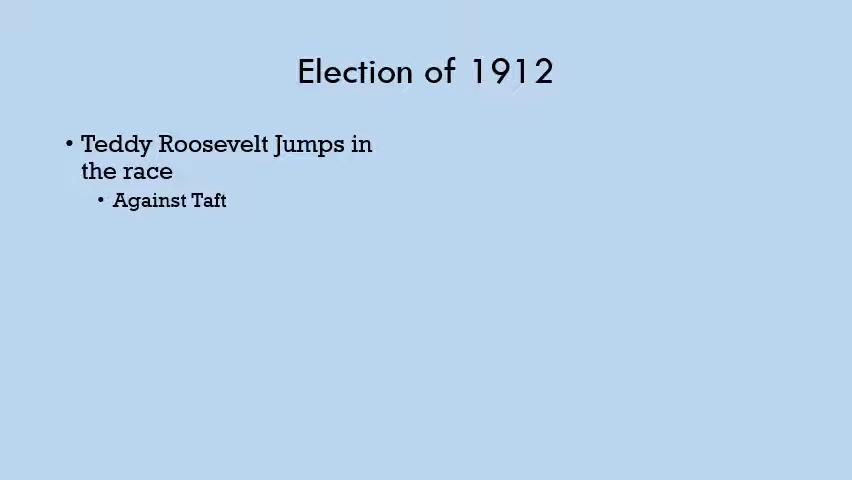 Election of 1912
• Teddy Roosevelt Jumps in
the race
• Against Taft